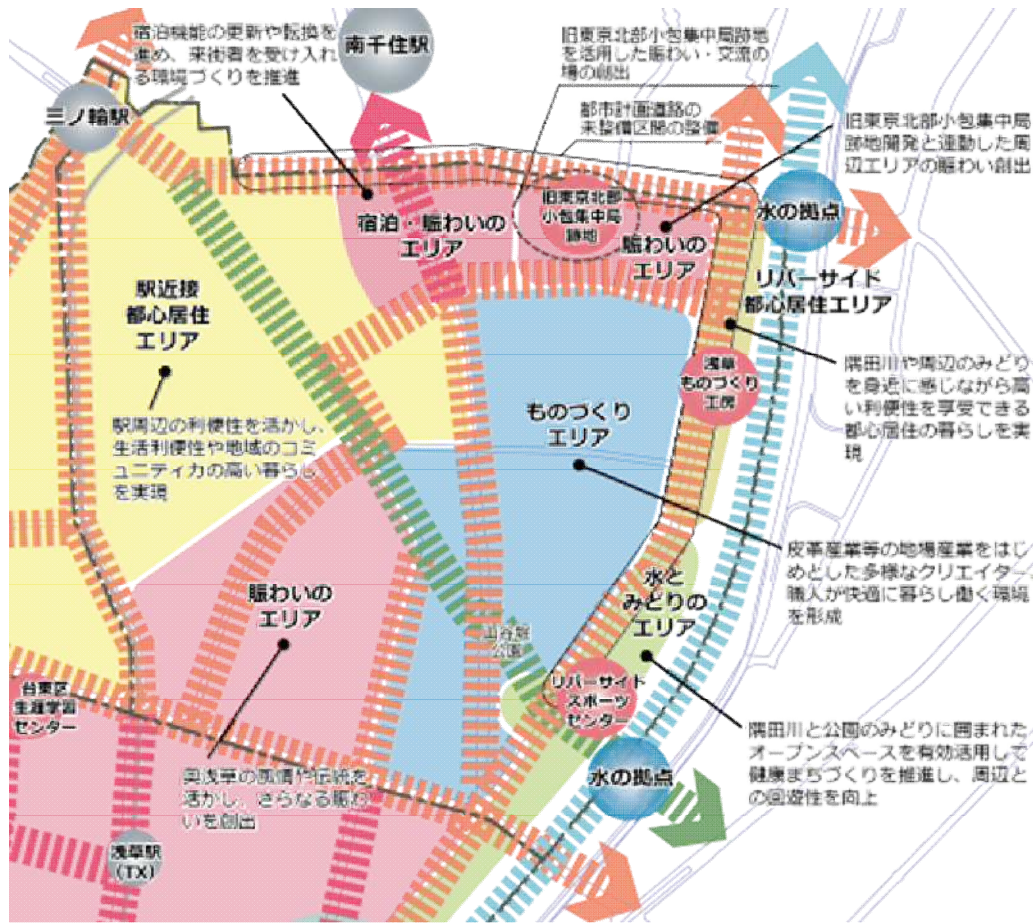 宿泊機能の更新や転換を
進め、来街者を受け入れ
る環境づくりを推進
南千住駅
旧東京北部小包集中局跡地
を活用した賑わい・交流の
場の創出
都市計画道路の
未整備区間の整備
旧東京北部小包集中局
跡地開発と連動した周
辺エリアの賑わい創出
三ノ輪駅
宿泊・賑わいの
エリア
旧東京北部
小包集中局
跡地
賑わいの
エリア
水の拠点
リバーサイド
都心居住エリア
駅近接
都心居住
エリア
隅田川や周辺のみどり
を身近に感じながら高
い利便性を享受できる
都心居住の暮らしを実
現
浅草
ものづくり
工房
ものづくり
エリア
駅周辺の利便性を活かし、
生活利便性や地域のコミ
ュニティカの高い暮らし
を実現
皮革産業等の地場産業をはじ
めとした多様なクリエイター、
職人が快適に暮らし働く環境
を形成
賑わいの
エリア
水と
みどりの
エリア
山谷堀
公園
台東区
生涯学習
センター
リバーサイド
スポーツ
センター
隅田川と公園のみどりに囲まれた
オープンスペースを有効活用して
健康まちづくりを推進し、周辺と
の回遊性を向上
水の拠点
奥浅草の風情や伝統を
活かし、さらなる賑わ
いを創出
浅草駅
(TX)